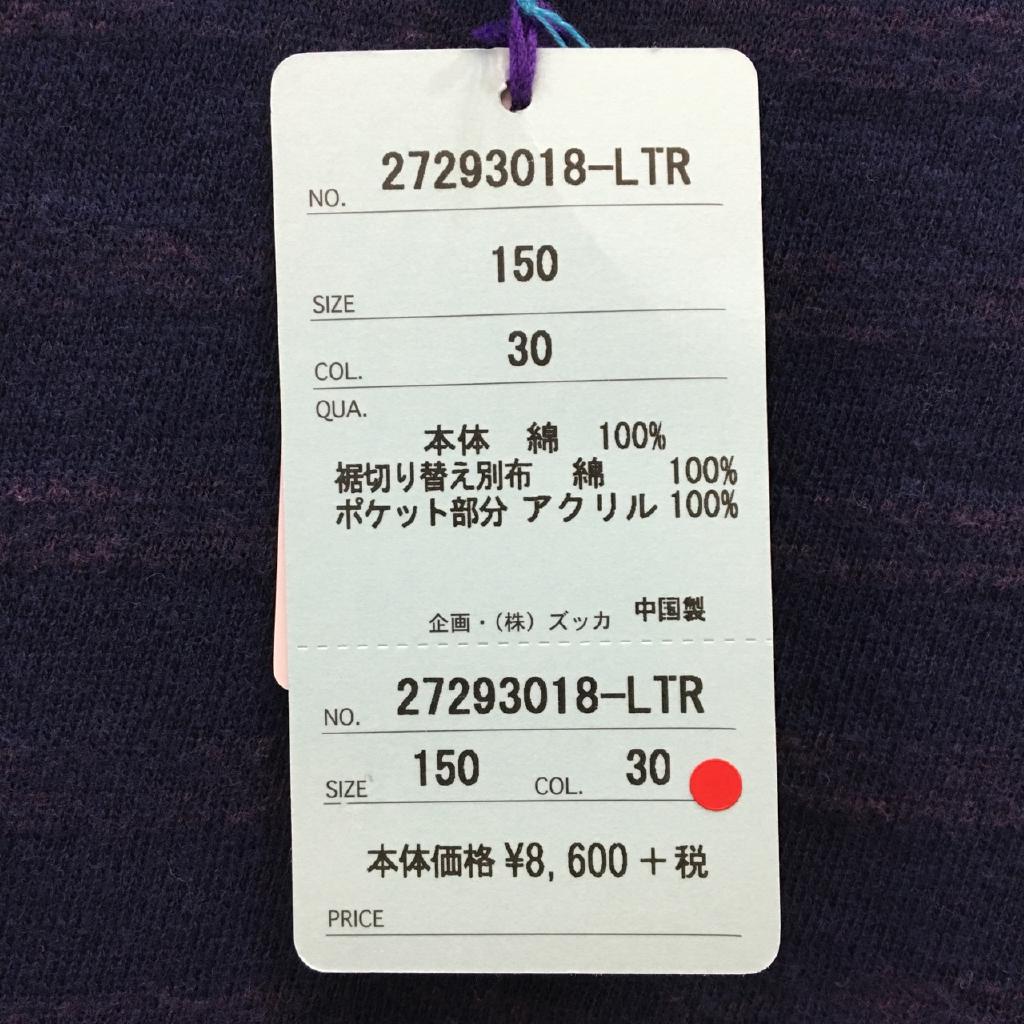 NO. 27293018-LTR
SIZE 150
COL. 30
QUA.
本体 綿 100%
裾切り替え別布 綿 100%
ポケット部分 アクリル 100%
企画・(株)ズッカ 中国製
NO. 27293018-LTR
SIZE 150 COL. 30
本体価格 ¥8,600+税
PRICE